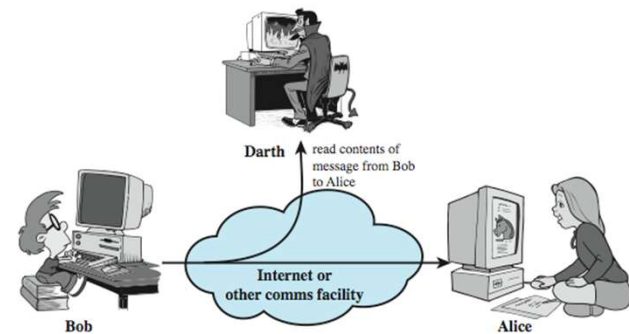 Darth
read contents of
message from Bob
to Alice
Internet or
other comms facility
Bob
Alice